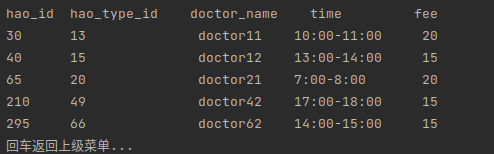 hao_id hao_type_id doctor_name time fee
30 13 doctor11 10:00-11:00 20
40 15 doctor12 13:00-14:00 15
65 20 doctor21 7:00-8:00 20
210 49 doctor42 17:00-18:00 15
295 66 doctor62 14:00-15:00 15
回车返回上级菜单...